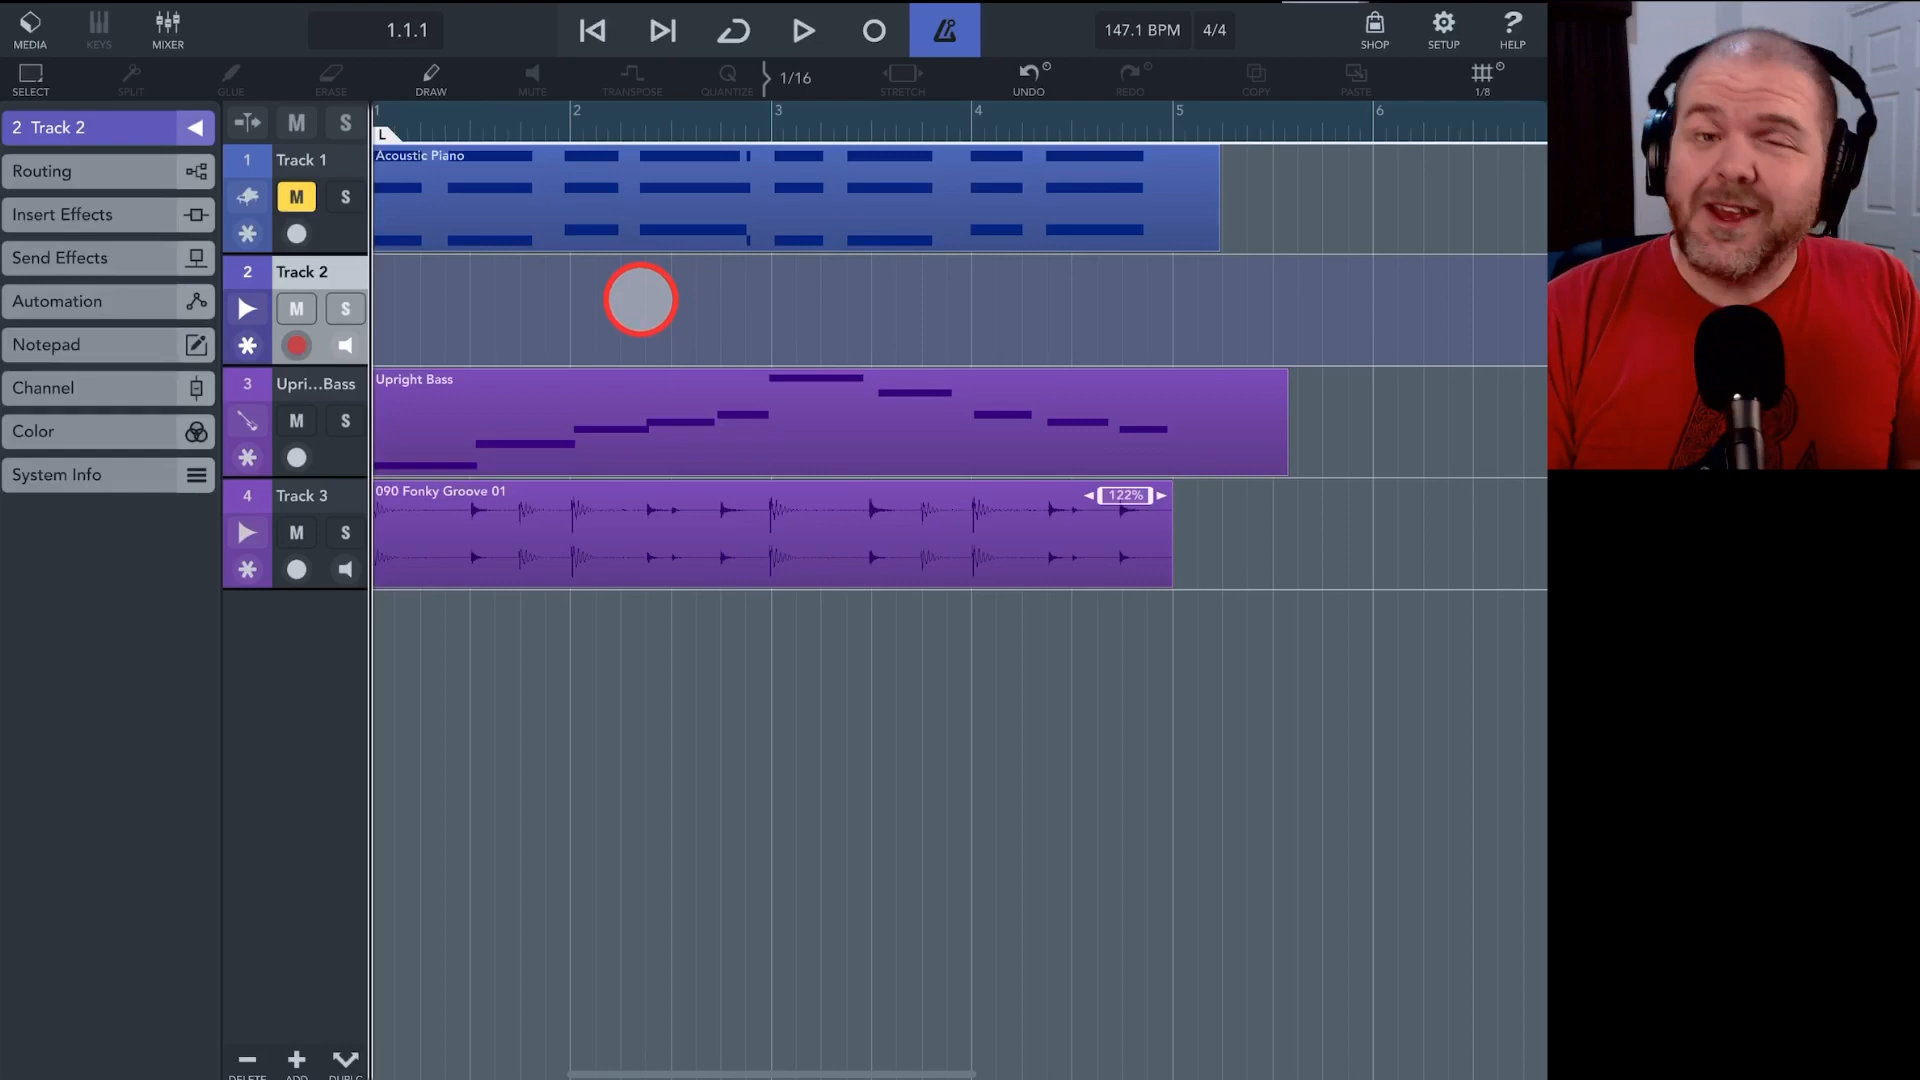 MEDIA
KEYS
MIXER
1.1.1
147.1 BPM
4/4
SHOP
SETUP
? HELP
SELECT
SPLIT
GLUE
ERASE
DRAW
MUTE
TRANSPOSE
Q QUANTIZE
1/16
STRETCH
UNDO
REDO
COPY
PASTE
1/8
2 Track 2
Routing
Insert Effects
Send Effects
Automation
Notepad
Channel
Color
System Info
M S
1 2 3 4 5 6
L
1 Track 1
M S
Acoustic Piano
2 Track 2
M S
3 Upri...Bass
M S
Upright Bass
4 Track 3
M S
090 Fonky Groove 01
122%
DELETE
ADD
DUPLC